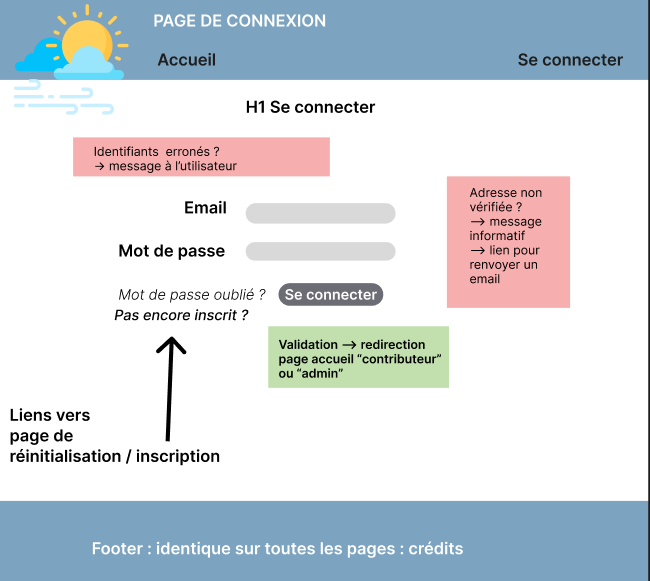 PAGE DE CONNEXION
Accueil
Se connecter
H1 Se connecter
Identifiants erronés ?
→ message à l'utilisateur
Adresse non
vérifiée ?
→ message
informatif
→ lien pour
renvoyer un
email
Email
Mot de passe
Mot de passe oublié ?
Se connecter
Pas encore inscrit ?
Validation → redirection
page accueil “contributeur”
ou “admin”
Liens vers
page de
réinitialisation / inscription
Footer : identique sur toutes les pages : crédits